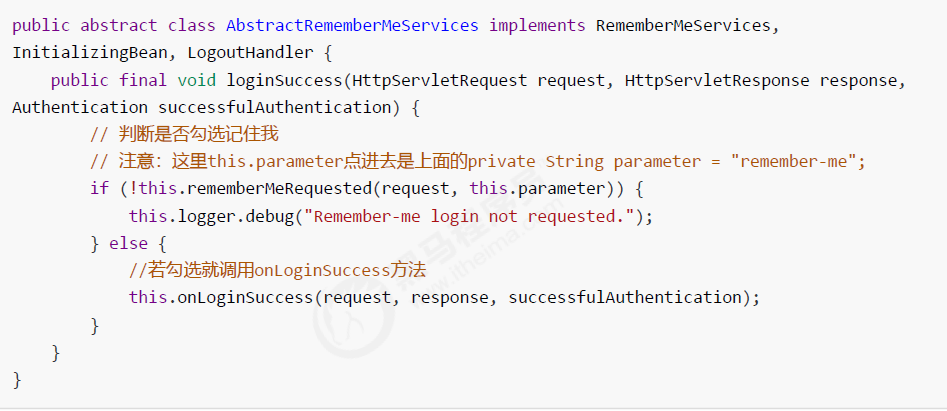 public abstract class AbstractRememberMeServices implements RememberMeServices,
InitializingBean, LogoutHandler {
    public final void loginSuccess(HttpServletRequest request, HttpServletResponse response,
Authentication successfulAuthentication) {
        // 判断是否勾选记住我
        // 注意：这里this.parameter点进去是上面的private String parameter = "remember-me";
        if (!this.rememberMeRequested(request, this.parameter)) {
            this.logger.debug("Remember-me login not requested.");
        } else {
            //若勾选就调用onLoginSuccess方法
            this.onLoginSuccess(request, response, successfulAuthentication);
        }
    }
}
黑马程序员
www.itheima.com